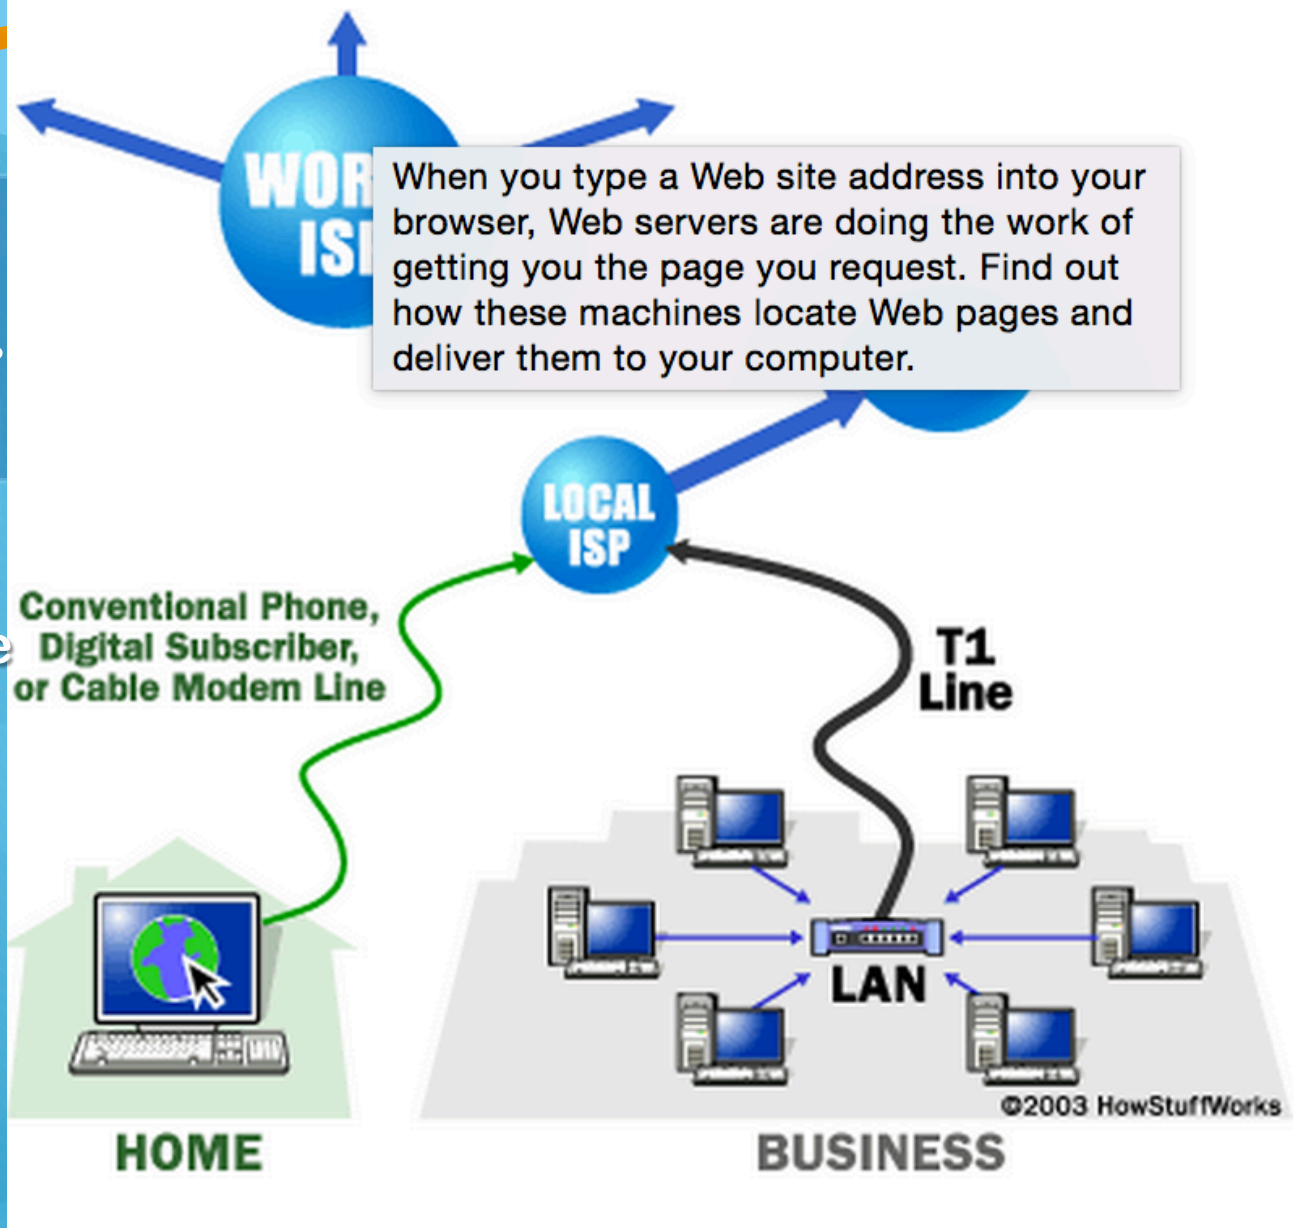 WOR
IS
When you type a Web site address into your
browser, Web servers are doing the work of
getting you the page you request. Find out
how these machines locate Web pages and
deliver them to your computer.
LOCAL
ISP
Conventional Phone,
Digital Subscriber,
or Cable Modem Line
e
T1
Line
LAN
©2003 HowStuffWorks
HOME
BUSINESS